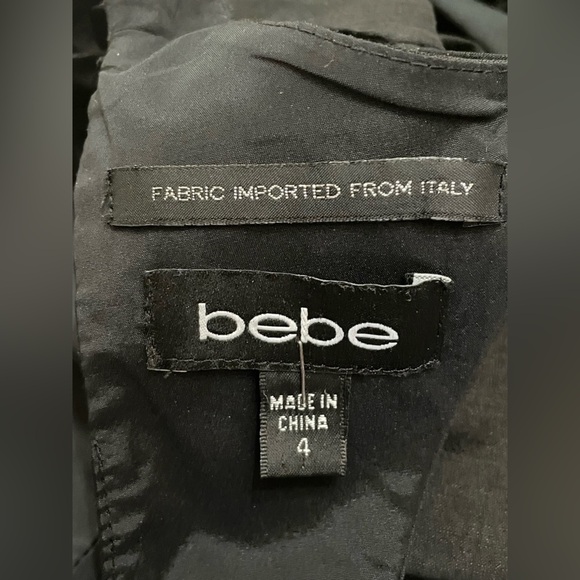 FABRIC IMPORTED FROM ITALY
bebe
MADE IN
CHINA
4